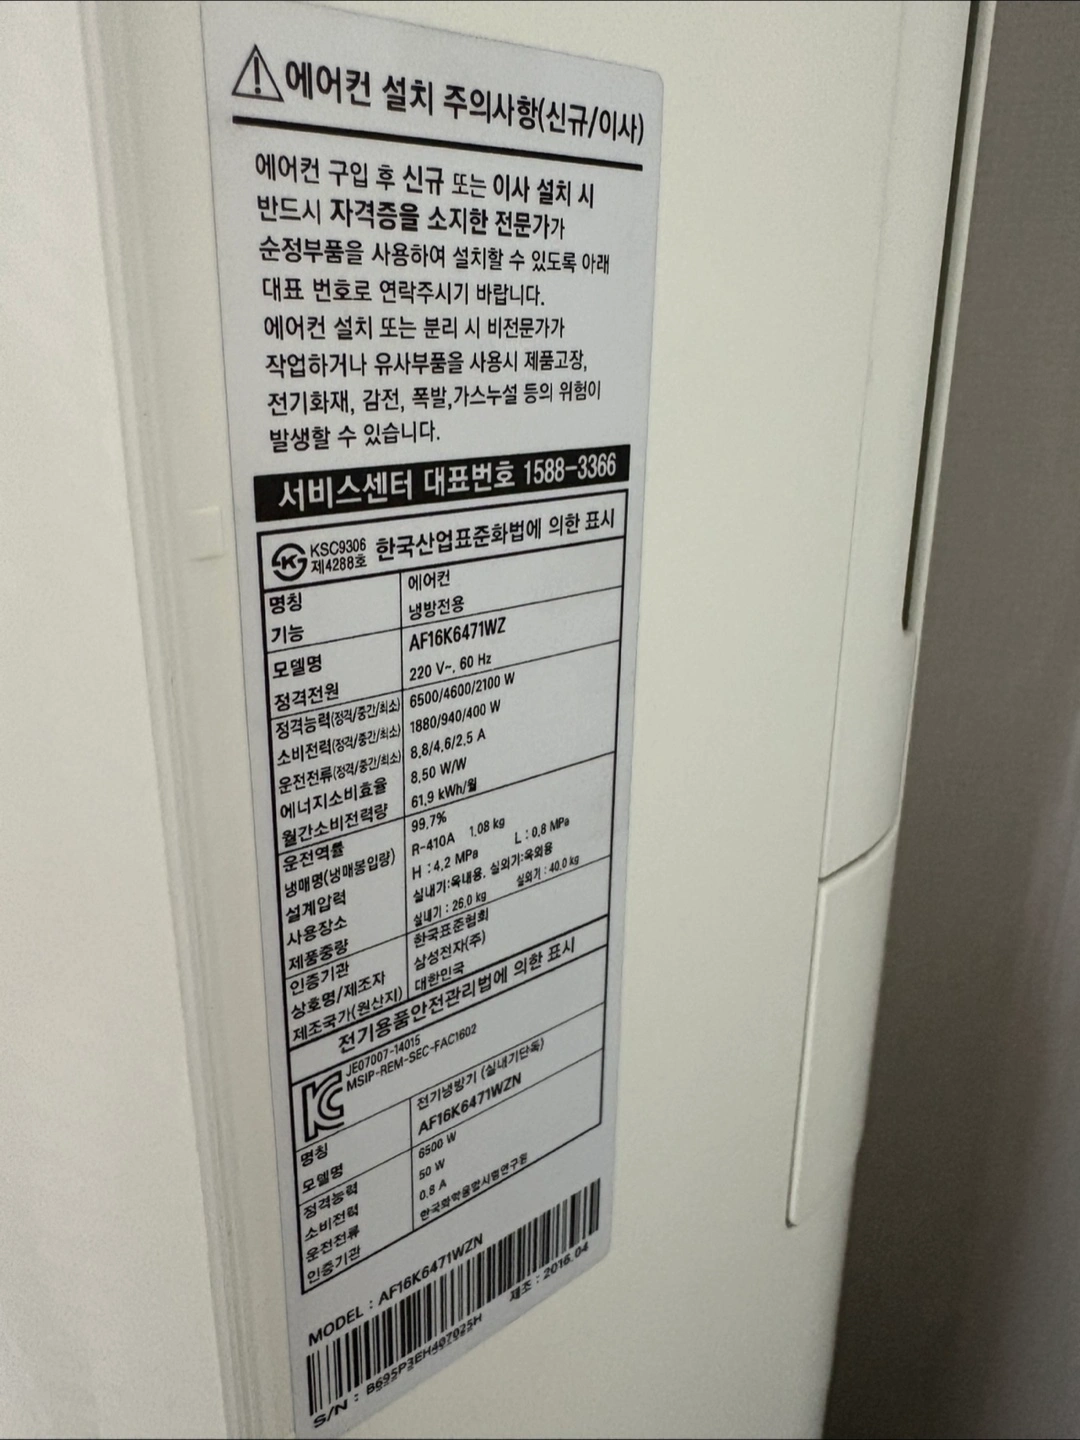 에어컨 설치 주의사항(신규/이사)
에어컨 구입 후 신규 또는 이사 설치 시
반드시 자격증을 소지한 전문가가
순정부품을 사용하여 설치할 수 있도록 아래
대표 번호로 연락주시기 바랍니다.
에어컨 설치 또는 분리 시 비전문가가
작업하거나 유사부품을 사용시 제품고장,
전기화재, 감전, 폭발,가스누설 등의 위험이
발생할 수 있습니다.
서비스센터 대표번호 1588-3366
KSC9306
제4288호
한국산업표준화법에 의한 표시
명칭 에어컨
기능 냉방전용
모델명 AF16K6471WZ
정격전원 220 V~, 60 Hz
정격능력(정격/중간/최소) 6500/4600/2100 W
소비전력(정격/중간/최소) 1880/940/400 W
운전전류(정격/중간/최소) 8.8/4.6/2.5 A
에너지소비효율 8.50 W/W
월간소비전력량 61.9 kWh/월
운전역률 99.7%
냉매명(냉매봉입량) R-410A 1.08 kg
설계압력 H : 4.2 MPa L : 0.8 MPa
사용장소 실내기:옥내용, 실외기:옥외용
제품중량 실내기 : 26.0 kg 실외기 : 40.0 kg
인증기관 한국표준협회
상호명/제조자 삼성전자(주)
제조국가(원산지) 대한민국
전기용품안전관리법에 의한 표시
JE07007-14015
MSIP-REM-SEC-FAC1602
명칭 전기냉방기 (실내기단독)
모델명 AF16K6471WZN
정격능력 6500 W
소비전력 50 W
운전전류 0.8 A
인증기관 한국화학융합시험연구원
MODEL : AF16K6471WZN 제조 : 2016.04
S/N : B695P3EH407025H